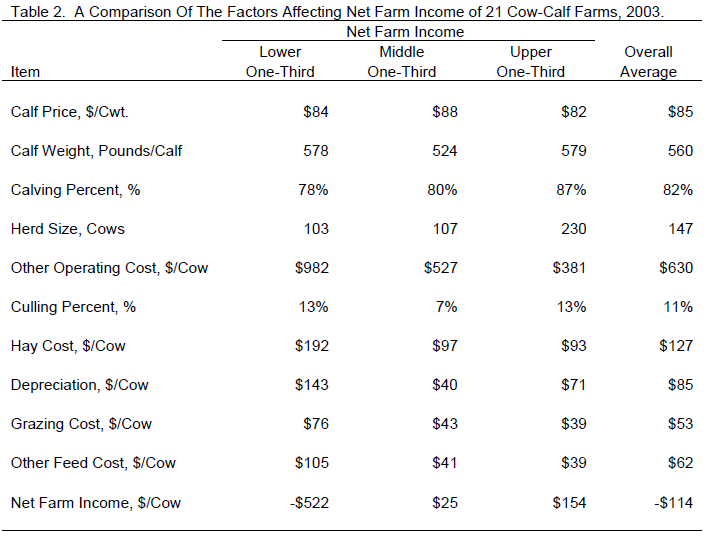 Table 2. A Comparison Of The Factors Affecting Net Farm Income of 21 Cow-Calf Farms, 2003.
Net Farm Income
Lower Middle Upper Overall
Item One-Third One-Third One-Third Average
Calf Price, $/Cwt. $84 $88 $82 $85
Calf Weight, Pounds/Calf 578 524 579 560
Calving Percent, % 78% 80% 87% 82%
Herd Size, Cows 103 107 230 147
Other Operating Cost, $/Cow $982 $527 $381 $630
Culling Percent, % 13% 7% 13% 11%
Hay Cost, $/Cow $192 $97 $93 $127
Depreciation, $/Cow $143 $40 $71 $85
Grazing Cost, $/Cow $76 $43 $39 $53
Other Feed Cost, $/Cow $105 $41 $39 $62
Net Farm Income, $/Cow -$522 $25 $154 -$114